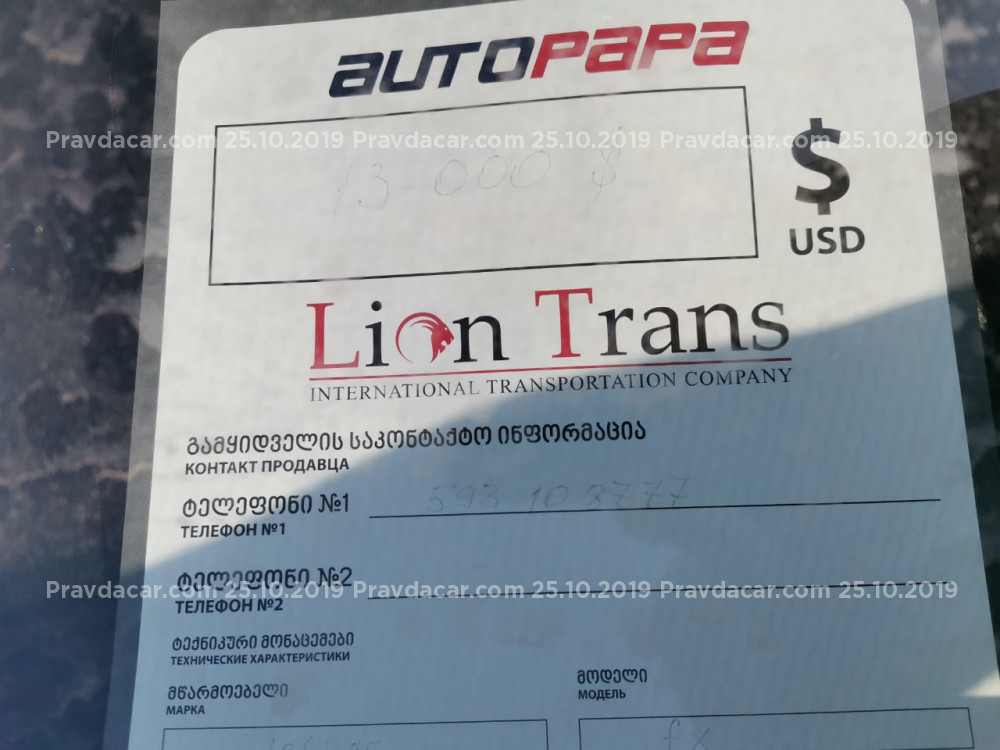 AUTOPAPA
Pravdacar.com 25.10.2019 Pravdacar.com 25.10.2019 Pravdacar.com 25.10.2019
13 000 $
$
USD
Lion Trans
INTERNATIONAL TRANSPORTATION COMPANY
გამყიდველის საკონტაქტო ინფორმაცია
КОНТАКТ ПРОДАВЦА
ტელეფონი №1
ТЕЛЕФОН №1
ტელეფონი №2
Pravdacar.com 25.10.2019 Pravdacar.com 25.10.2019 Pravdacar.com 25.10.2019
ТЕЛЕФОН №2
ტექნიკური მონაცემები
ТЕХНИЧЕСКИЕ ХАРАКТЕРИСТИКИ
მწარმოებელი მოდელი
МАРКА МОДЕЛЬ
fx